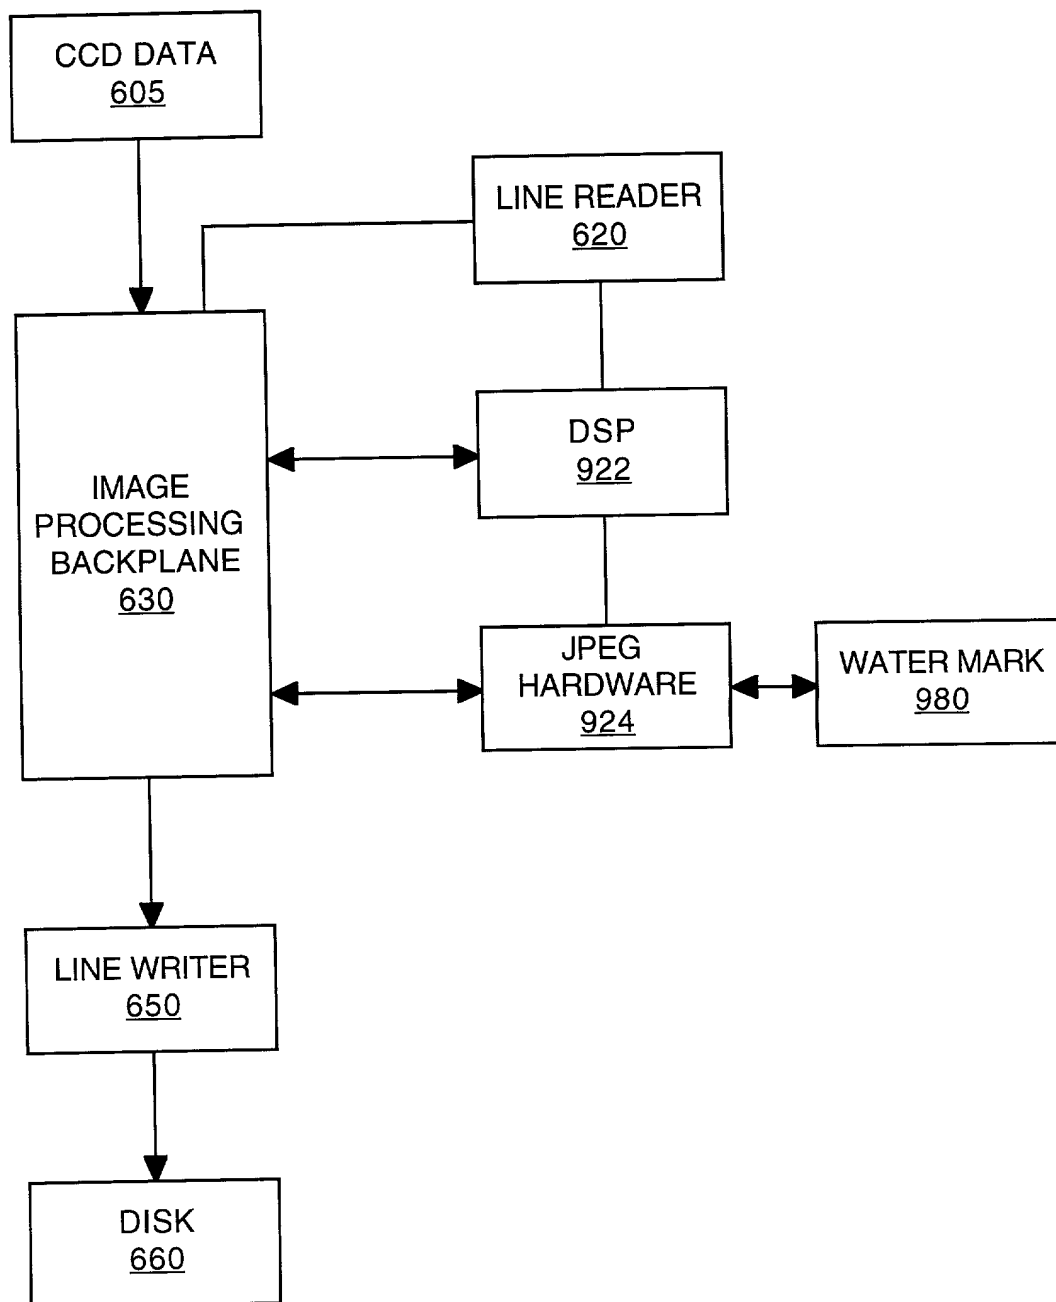 CCD DATA
605
LINE READER
620
DSP
922
IMAGE
PROCESSING
BACKPLANE
630
JPEG
HARDWARE
924
WATER MARK
980
LINE WRITER
650
DISK
660